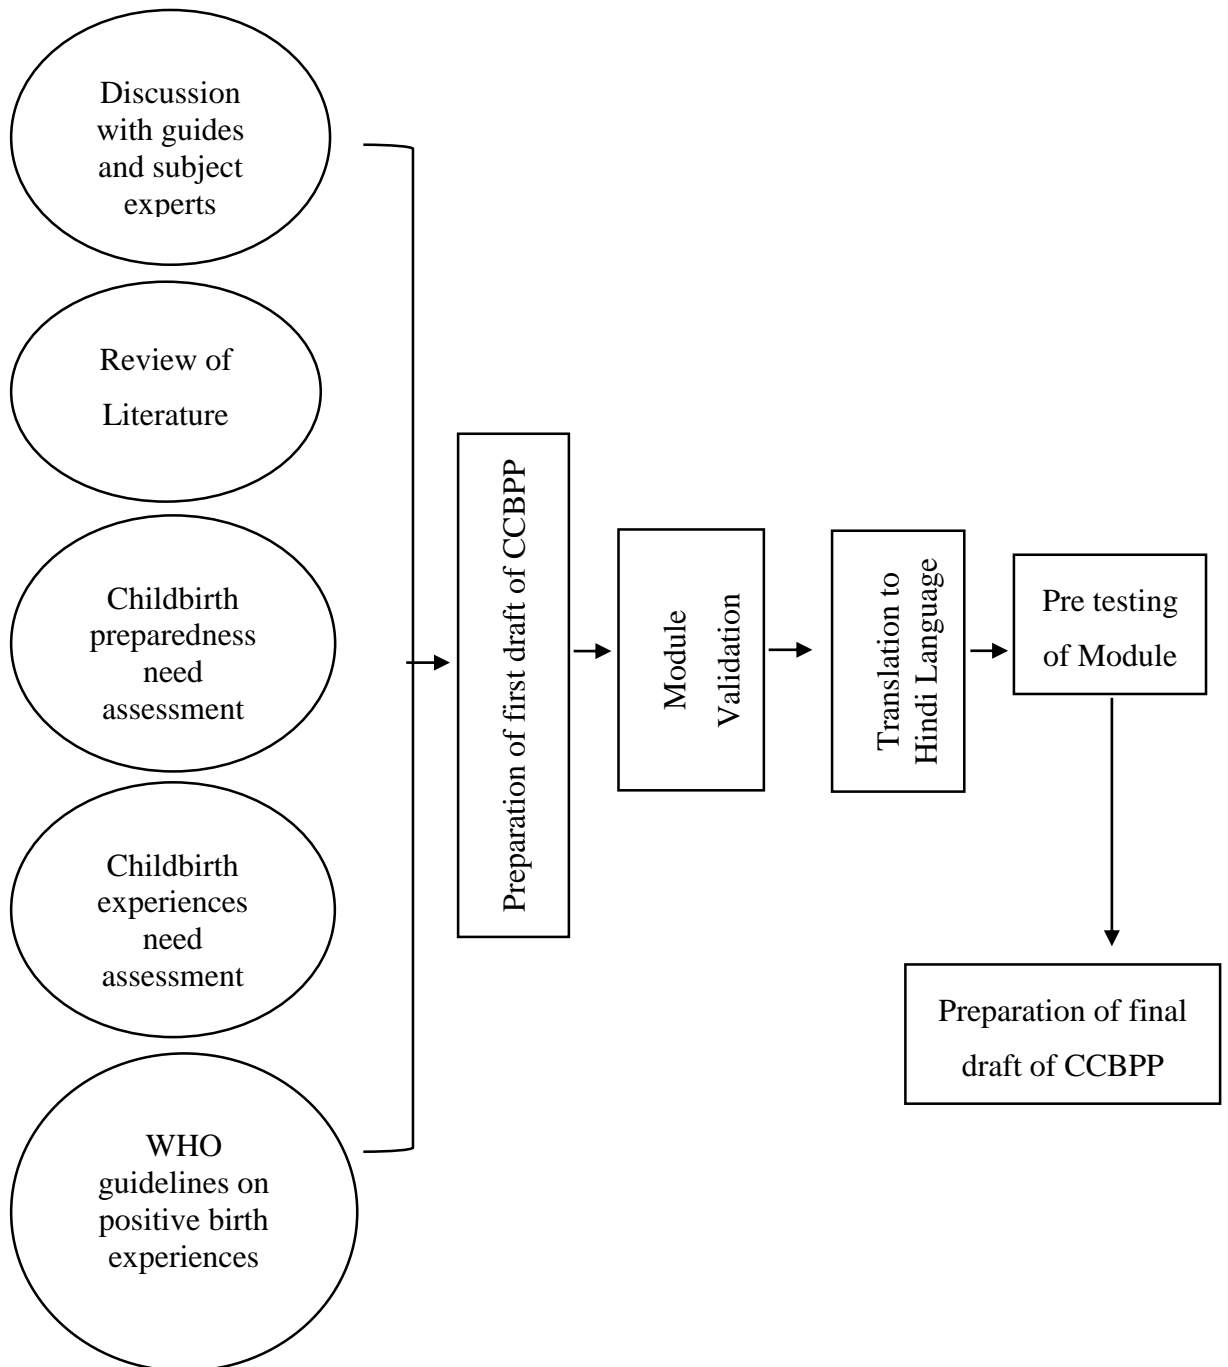 Discussion
with guides
and subject
experts
Review of
Literature
Childbirth
preparedness
need
assessment
Childbirth
experiences
need
assessment
WHO
guidelines on
positive birth
experiences
Preparation of first draft of CCBPP
Module
Validation
Translation to
Hindi Language
Pre testing
of Module
Preparation of final
draft of CCBPP